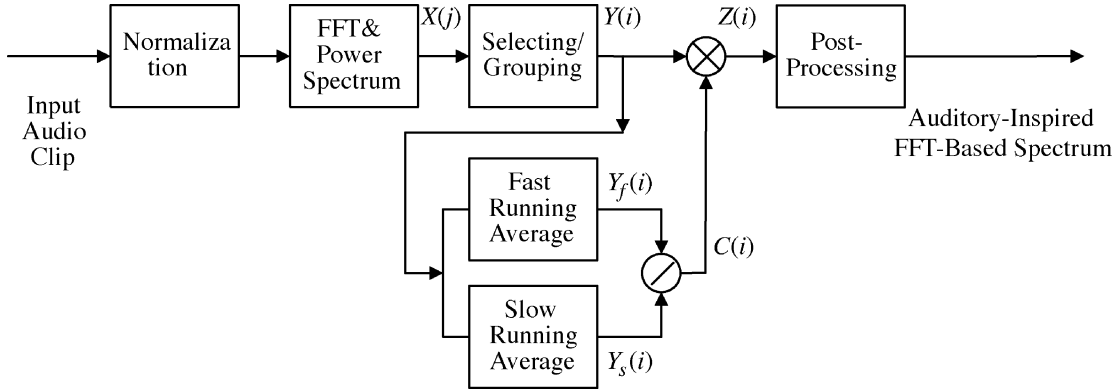 X(j)
Y(i)
Z(i)
Normaliza
tion
FFT&
Power
Spectrum
Selecting/
Grouping
Post-
Processing
Input
Audio
Clip
Auditory-Inspired
FFT-Based Spectrum
Fast
Running
Average
Yf(i)
C(i)
Slow
Running
Average
Ys(i)